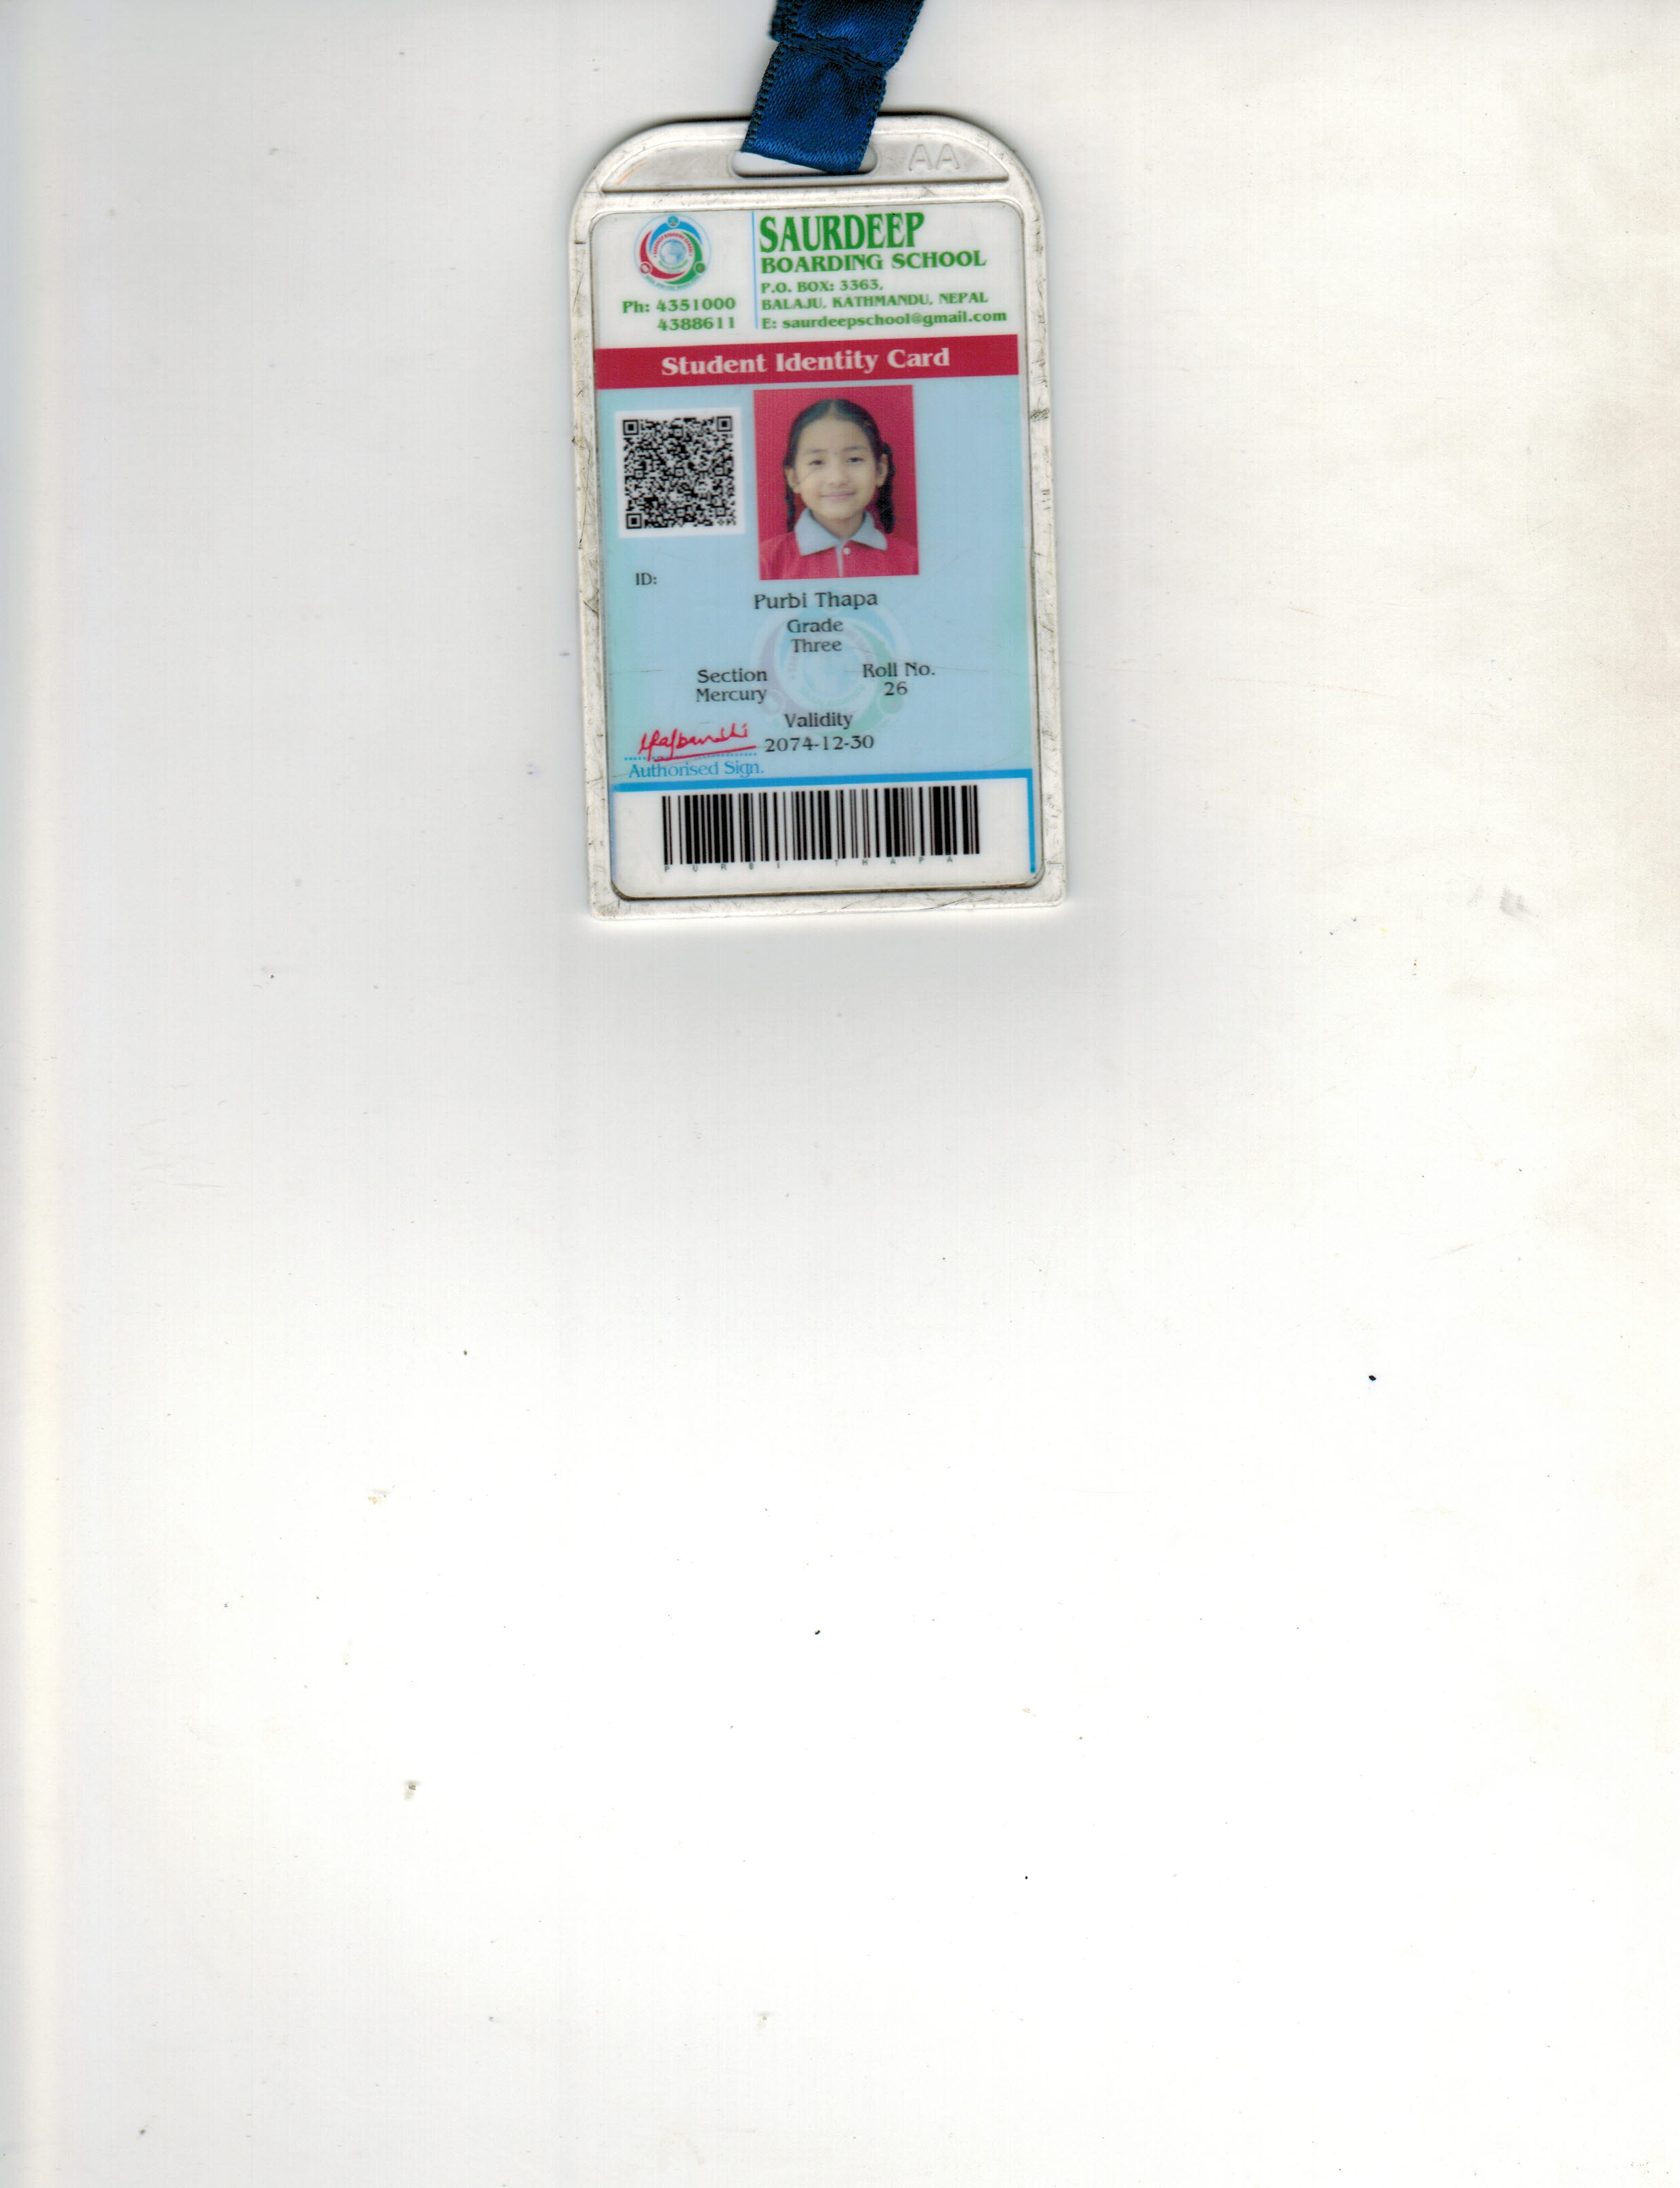 AA
SAURDEEP
BOARDING SCHOOL
P.O. BOX: 3363,
BALAJU, KATHMANDU, NEPAL
E: saurdeepschool@gmail.com
Ph: 4351000
4388611
Student Identity Card
ID:
Purbi Thapa
Grade
Three
Section
Mercury
Roll No.
26
Validity
2074-12-30
Authorised Sign.
PURBI THAPA